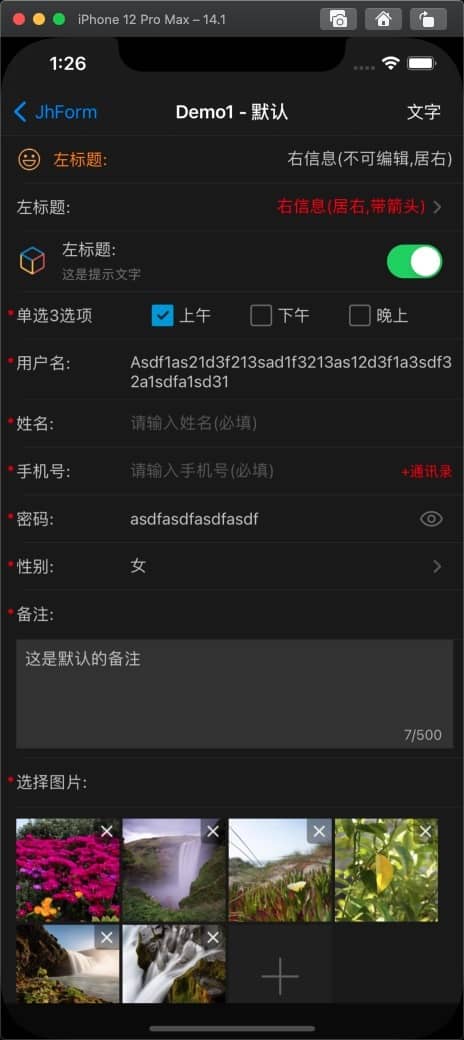 iPhone 12 Pro Max – 14.1
1:26
JhForm
Demo1 - 默认
文字
左标题:
右信息(不可编辑,居右)
左标题:
右信息(居右,带箭头)
左标题:
这是提示文字
*单选3选项
上午
下午
晚上
*用户名:
Asdf1as21d3f213sad1f3213as12d3f1a3sdf3
2a1sdfa1sd31
*姓名:
请输入姓名(必填)
*手机号:
请输入手机号(必填)
+通讯录
*密码:
asdfasdfasdfasdf
*性别:
女
*备注:
这是默认的备注
7/500
*选择图片: